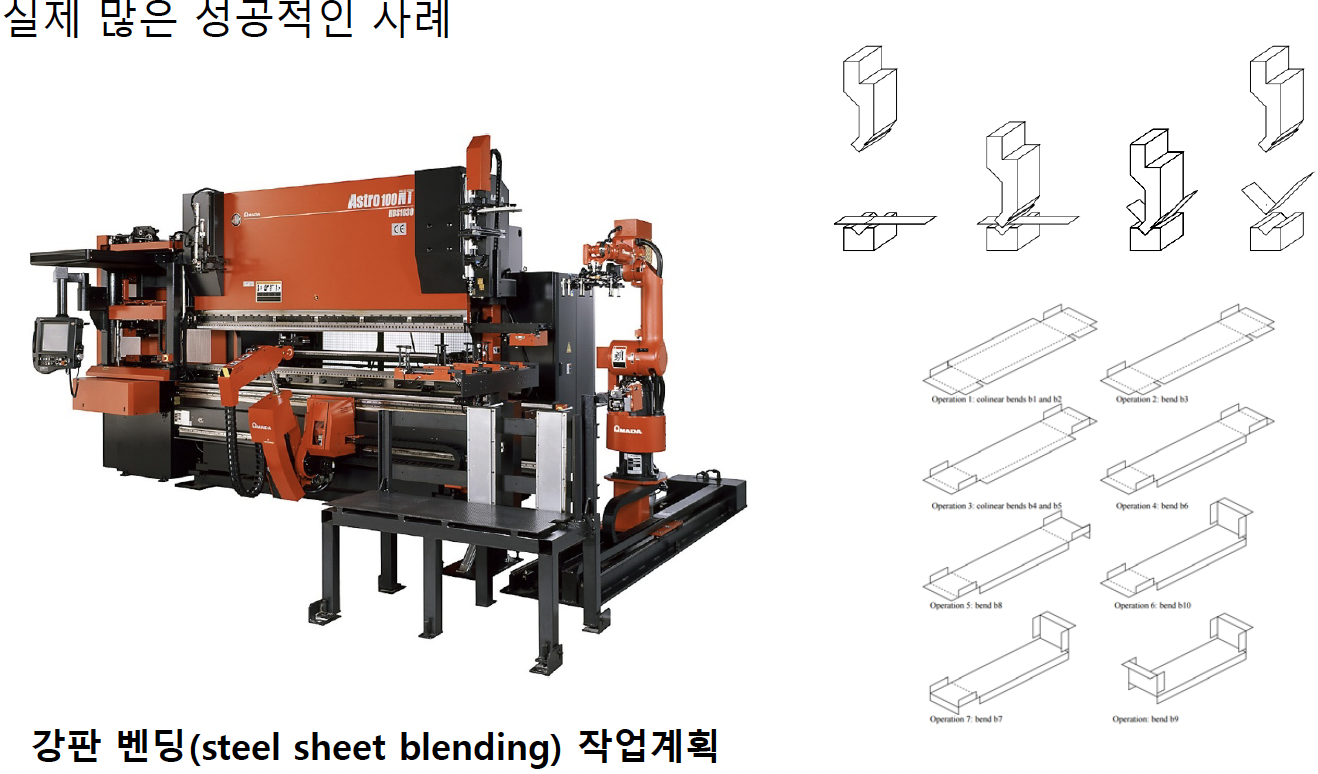 실제 많은 성공적인 사례
Astro 100 NT
HDS1030
AMADA
CE
AMADA
AMADA
Operation 1: colinear bends b1 and b2
Operation 2: bend b3
Operation 3: colinear bends b4 and b5
Operation 4: bend b6
Operation 5: bend b8
Operation 6: bend b10
Operation 7: bend b7
Operation: bend b9
강판 벤딩(steel sheet blending) 작업계획